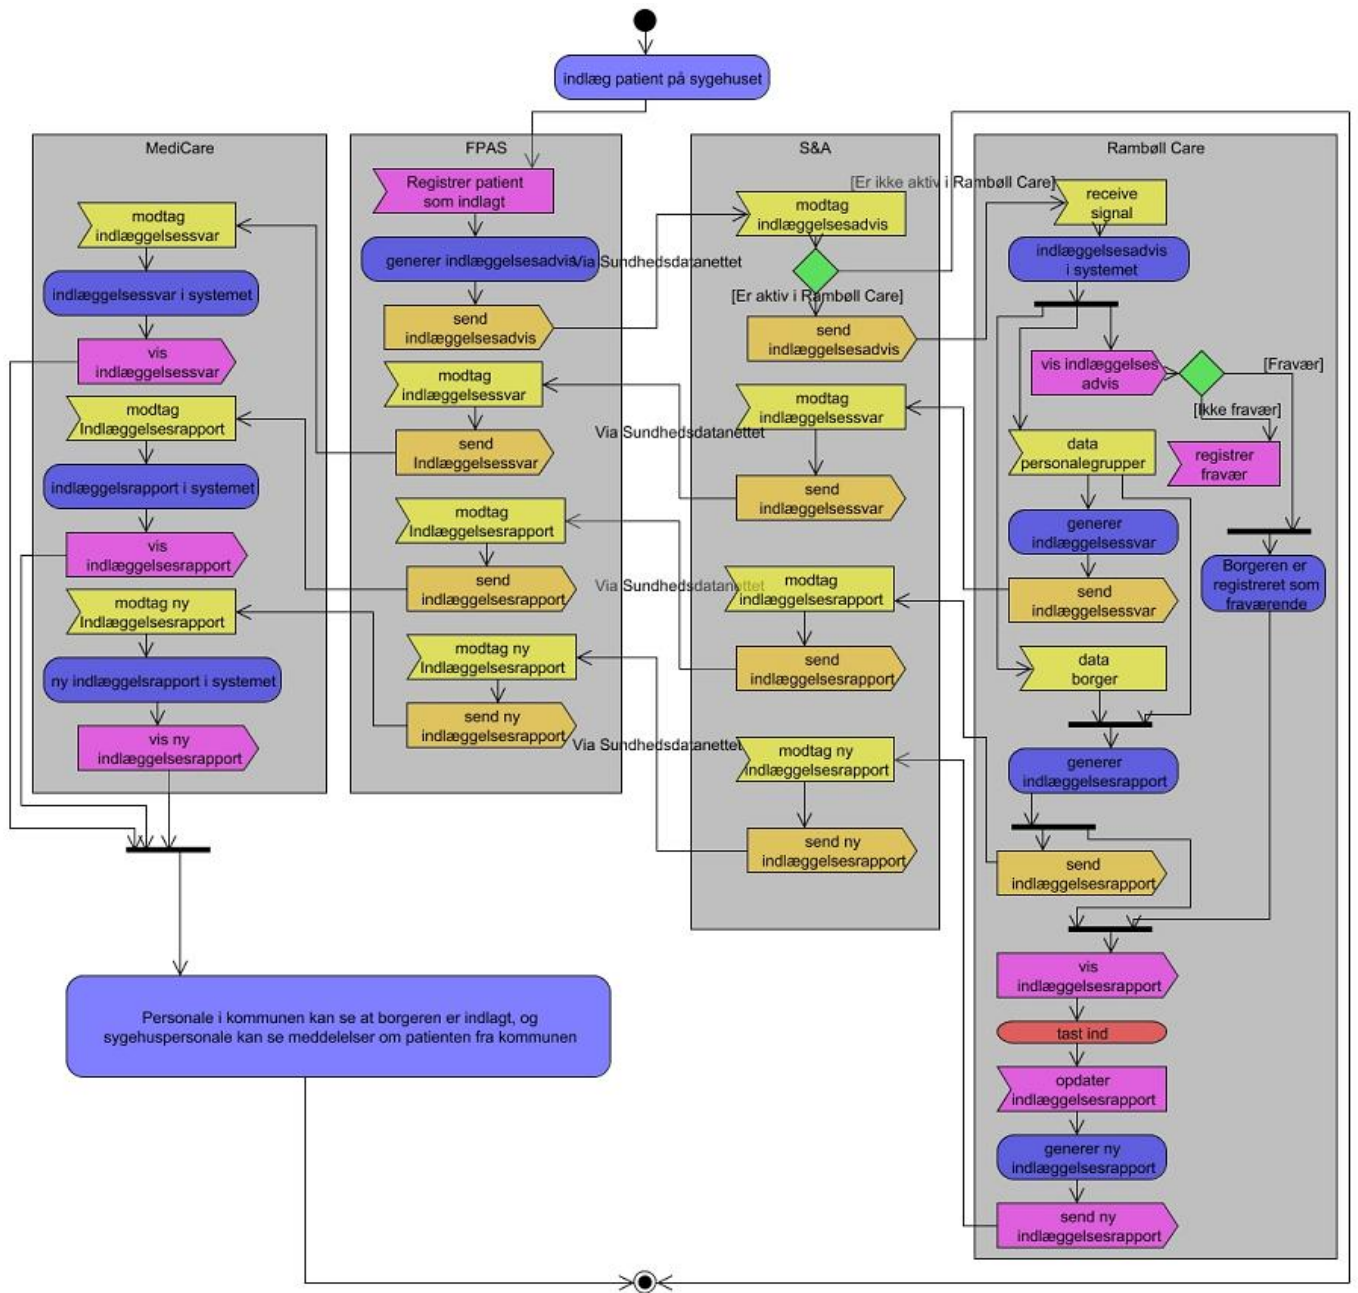 indlæg patient på sygehuset
MediCare
modtag
indlæggelsessvar
indlæggelsessvar i systemet
vis
indlæggelsessvar
modtag
Indlæggelsesrapport
indlæggelsrapport i systemet
vis
indlæggelsesrapport
modtag ny
Indlæggelsesrapport
ny indlæggelsrapport i systemet
vis ny
indlæggelsesrapport
FPAS
Registrer patient
som indlagt
generer indlæggelsesadvis
Via Sundhedsdatanettet
send
indlæggelsesadvis
modtag
indlæggelsessvar
Via Sundhedsdatanettet
send
Indlæggelsessvar
modtag
Indlæggelsesrapport
Via Sundhedsdatanettet
send
indlæggelsesrapport
modtag ny
Indlæggelsesrapport
send ny
indlæggelsesrapport
Via Sundhedsdatanettet
S&A
[Er ikke aktiv i Rambøll Care]
modtag
indlæggelsesadvis
[Er aktiv i Rambøll Care]
send
indlæggelsesadvis
modtag
indlæggelsessvar
send
indlæggelsessvar
modtag
indlæggelsesrapport
send
indlæggelsesrapport
modtag ny
indlæggelsesrapport
send ny
indlæggelsesrapport
Rambøll Care
receive
signal
indlæggelsesadvis
i systemet
vis indlæggelses
advis
[Fravær]
[Ikke fravær]
data
personalegrupper
registrer
fravær
generer
indlæggelsessvar
Borgeren er
registreret som
fraværende
send
indlæggelsessvar
data
borger
generer
indlæggelsesrapport
send
indlæggelsesrapport
vis
indlæggelsesrapport
tast ind
opdater
indlæggelsesrapport
generer ny
indlæggelsesrapport
send ny
indlæggelsesrapport
Personale i kommunen kan se at borgeren er indlagt, og
sygehuspersonale kan se meddelelser om patienten fra kommunen